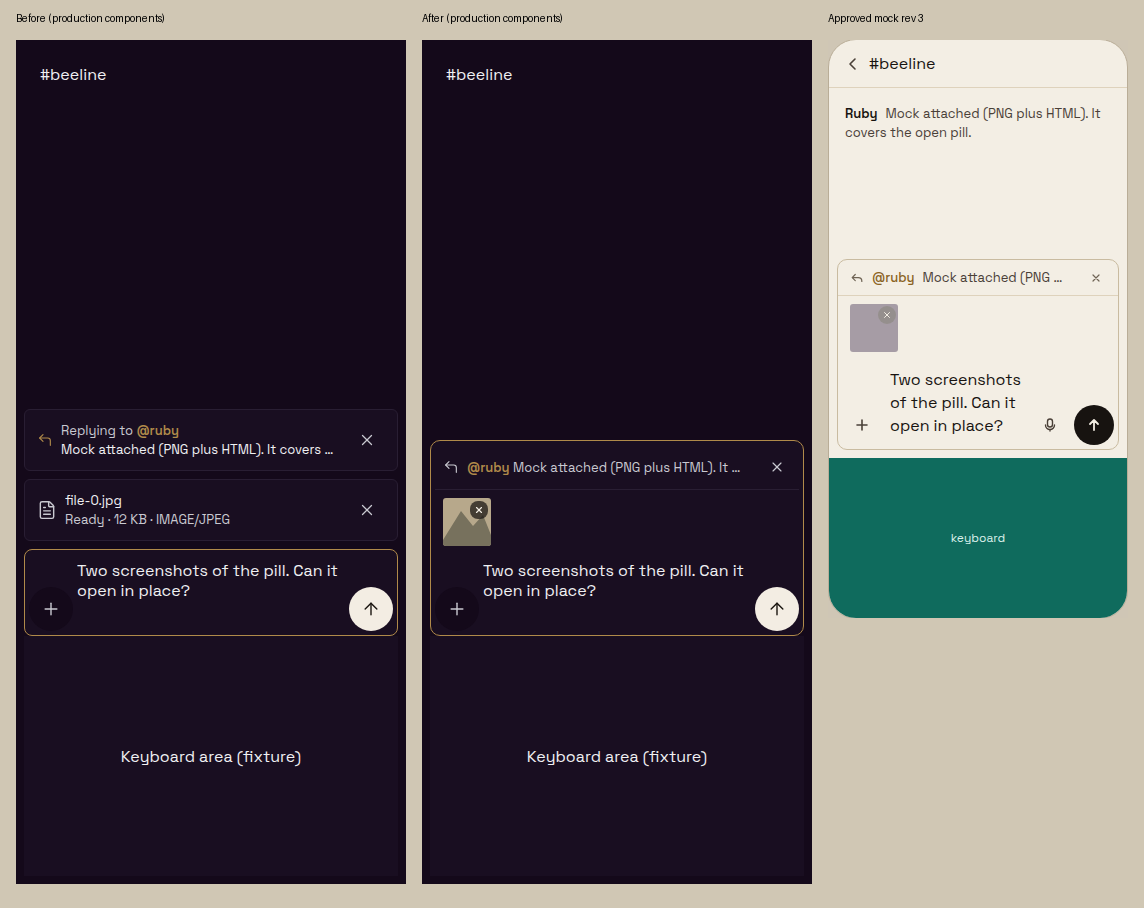 Before (production components)
#beeline
Replying to @ruby
Mock attached (PNG plus HTML). It covers ...
file-0.jpg
Ready · 12 KB · IMAGE/JPEG
Two screenshots of the pill. Can it
open in place?
Keyboard area (fixture)
After (production components)
#beeline
@ruby Mock attached (PNG plus HTML). It ...
Two screenshots of the pill. Can it
open in place?
Keyboard area (fixture)
Approved mock rev 3
#beeline
Ruby Mock attached (PNG plus HTML). It
covers the open pill.
@ruby Mock attached (PNG ...
Two screenshots
of the pill. Can it
open in place?
keyboard